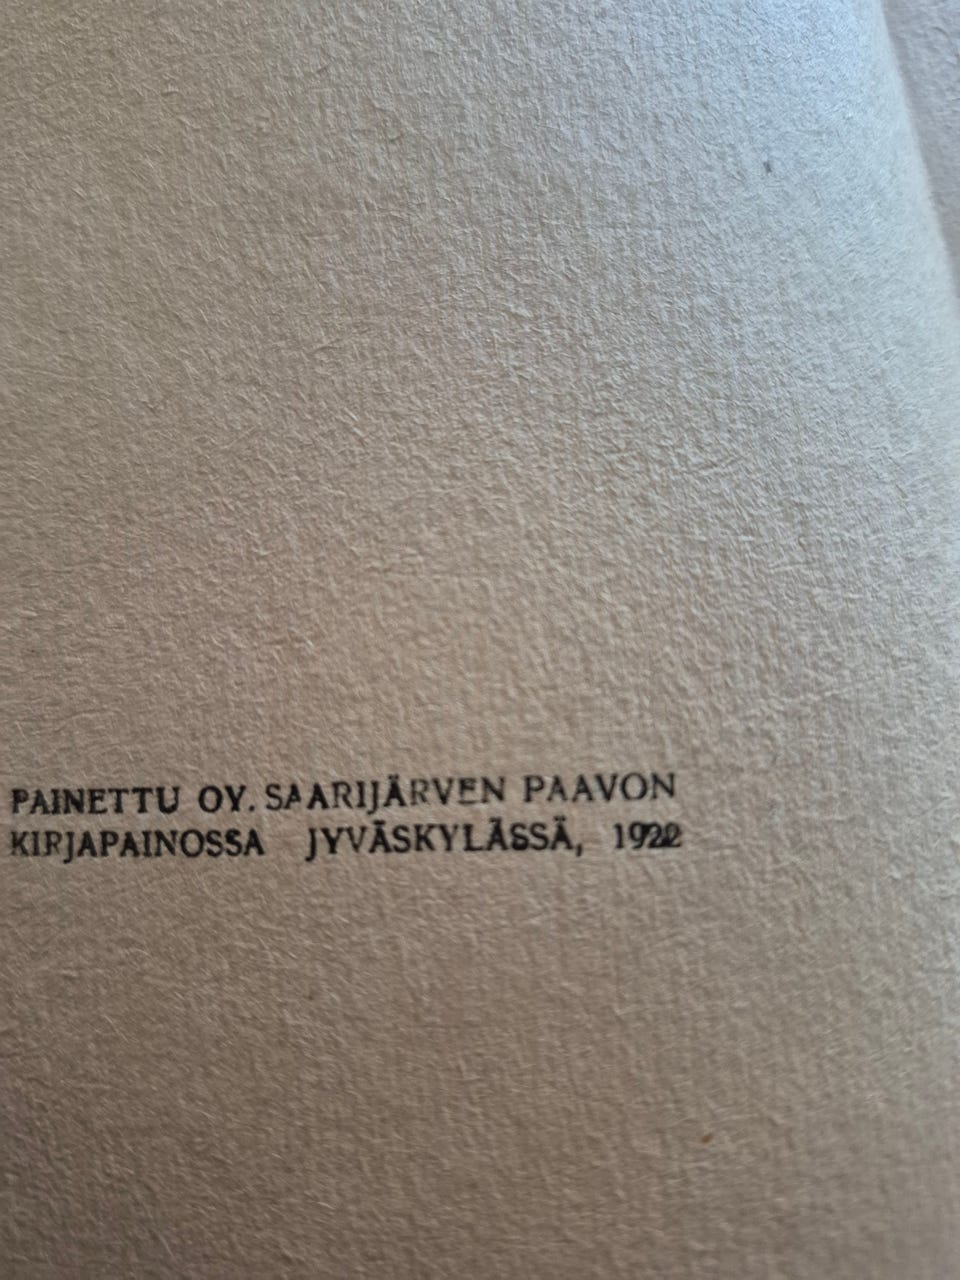 PAINETTU OY. SAARIJÄRVEN PAAVON
KIRJAPAINOSSA JYVÄSKYLÄSSÄ, 1922